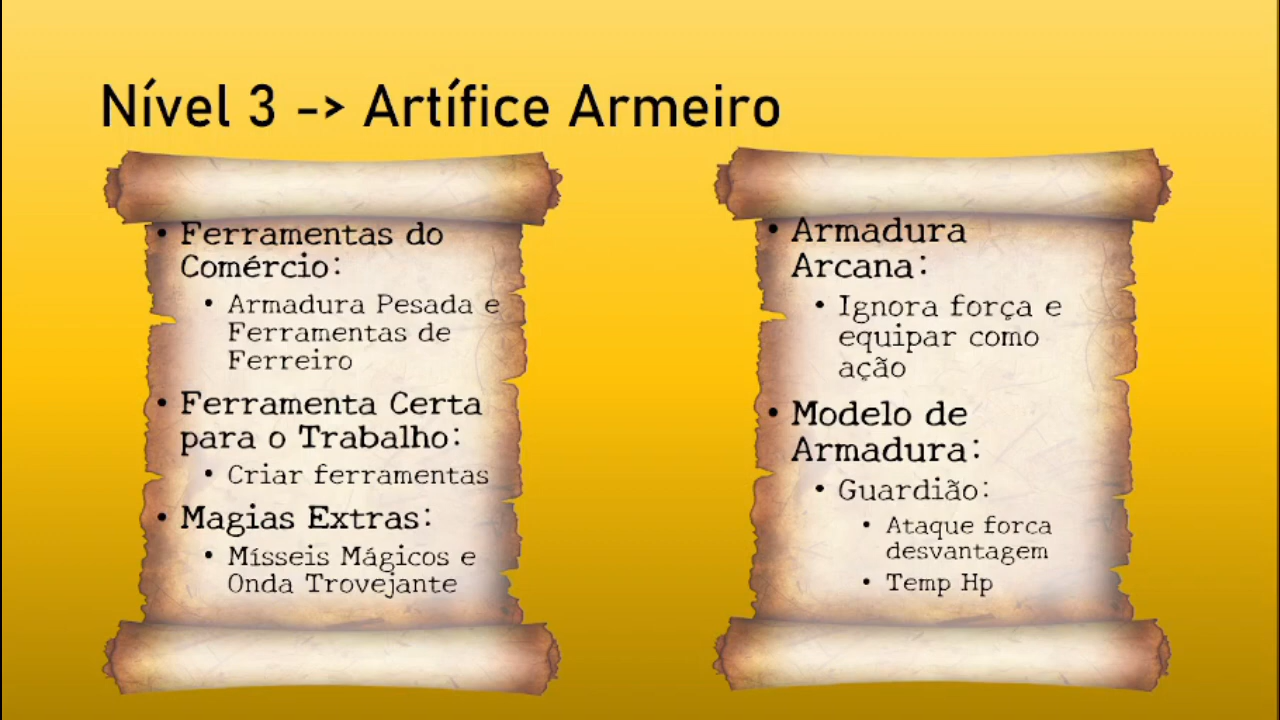 Nível 3 -> Artífice Armeiro
• Ferramentas do
Comércio:
• Armadura Pesada e
Ferramentas de
Ferreiro
• Ferramenta Certa
para o Trabalho:
• Criar ferramentas
• Magias Extras:
• Mísseis Mágicos e
Onda Trovejante
• Armadura
Arcana:
• Ignora força e
equipar como
ação
• Modelo de
Armadura:
• Guardião:
• Ataque forca
desvantagem
• Temp Hp